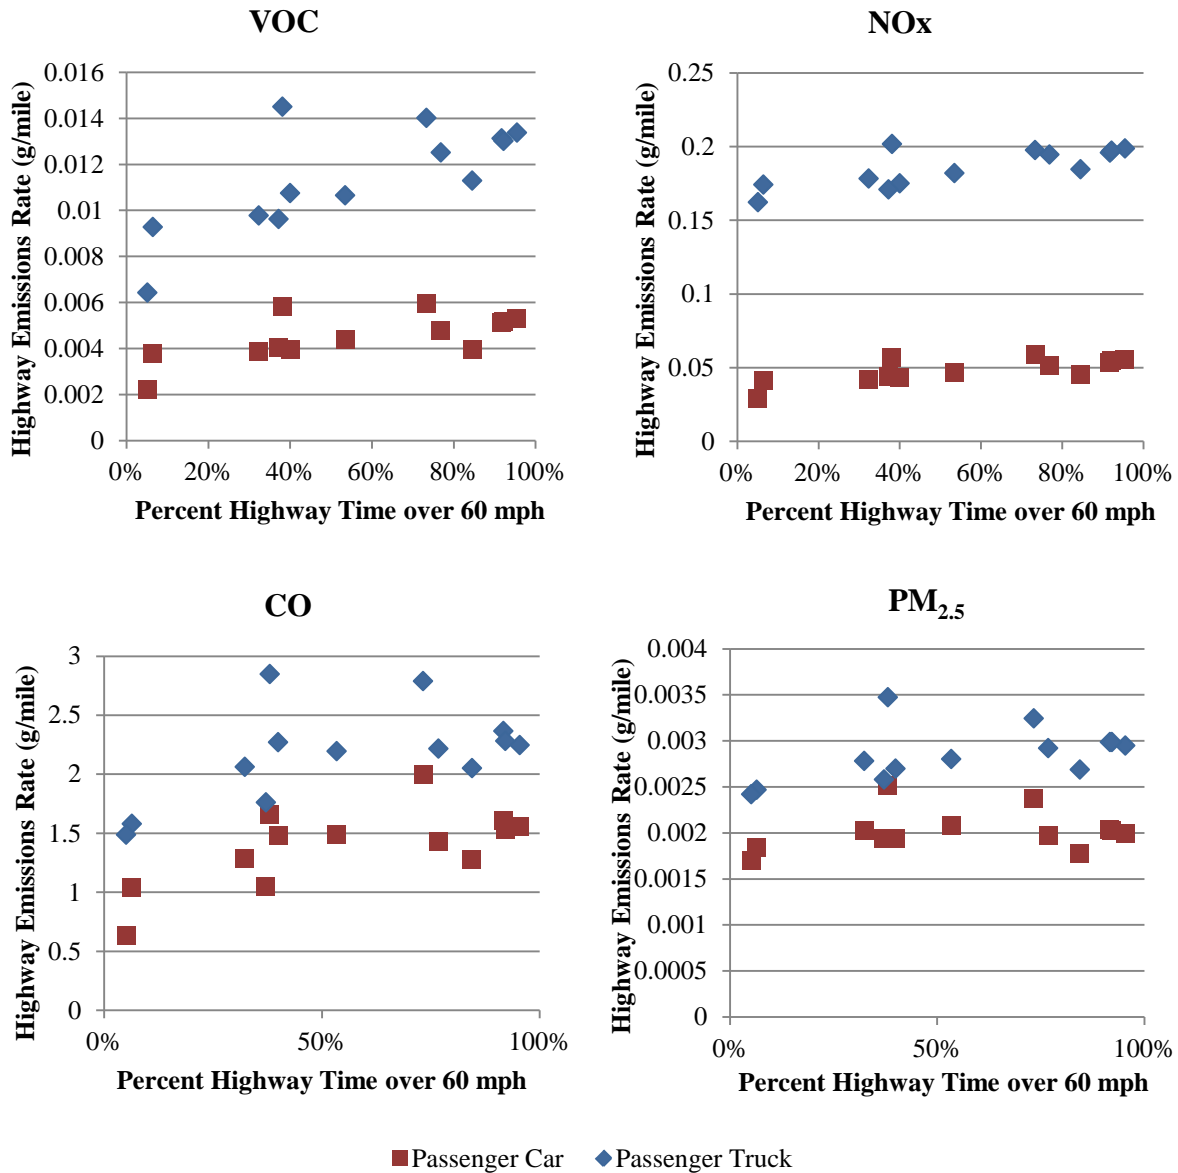 VOC
Highway Emissions Rate (g/mile)
0.016
0.014
0.012
0.01
0.008
0.006
0.004
0.002
0
0% 20% 40% 60% 80% 100%
Percent Highway Time over 60 mph
NOx
Highway Emissions Rate (g/mile)
0.25
0.2
0.15
0.1
0.05
0
0% 20% 40% 60% 80% 100%
Percent Highway Time over 60 mph
CO
Highway Emissions Rate (g/mile)
3
2.5
2
1.5
1
0.5
0
0% 50% 100%
Percent Highway Time over 60 mph
PM2.5
Highway Emissions Rate (g/mile)
0.004
0.0035
0.003
0.0025
0.002
0.0015
0.001
0.0005
0
0% 50% 100%
Percent Highway Time over 60 mph
Passenger Car Passenger Truck